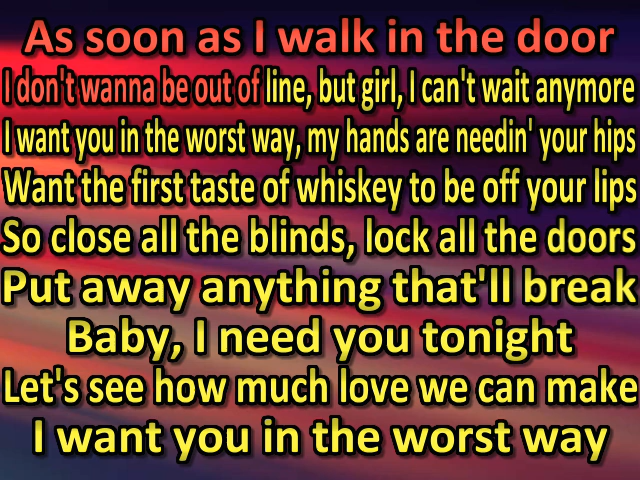 As soon as I walk in the door
I don't wanna be out of line, but girl, I can't wait anymore
I want you in the worst way, my hands are needin' your hips
Want the first taste of whiskey to be off your lips
So close all the blinds, lock all the doors
Put away anything that'll break
Baby, I need you tonight
Let's see how much love we can make
I want you in the worst way